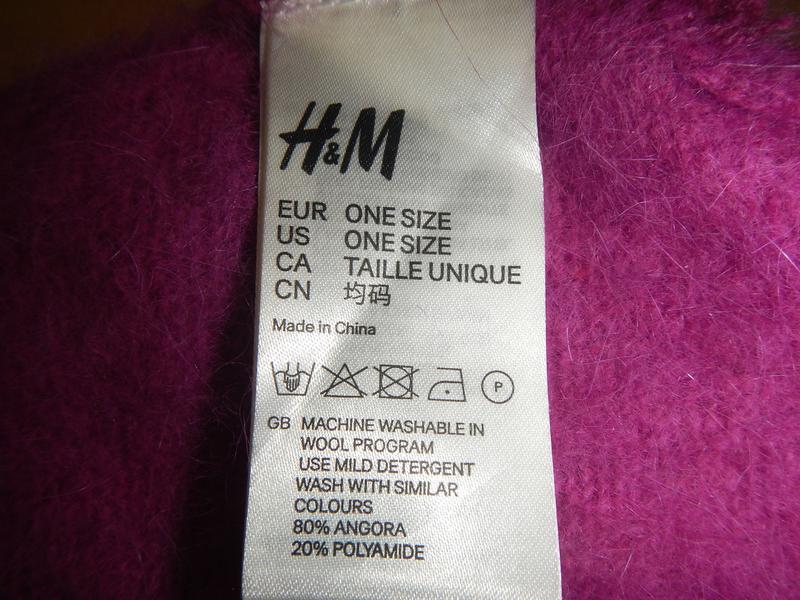 H&M
EUR ONE SIZE
US ONE SIZE
CA TAILLE UNIQUE
CN 均码
Made in China
P
GB MACHINE WASHABLE IN
WOOL PROGRAM
USE MILD DETERGENT
WASH WITH SIMILAR
COLOURS
80% ANGORA
20% POLYAMIDE